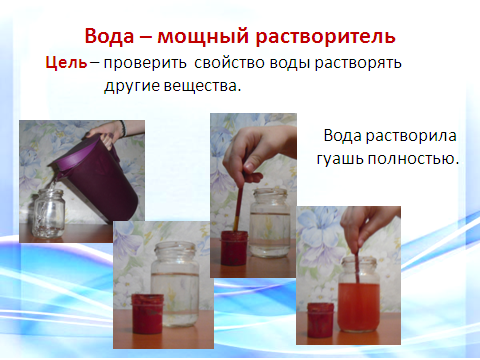 Вода – мощный растворитель
Цель – проверить свойство воды растворять
другие вещества.
Вода растворила
гуашь полностью.